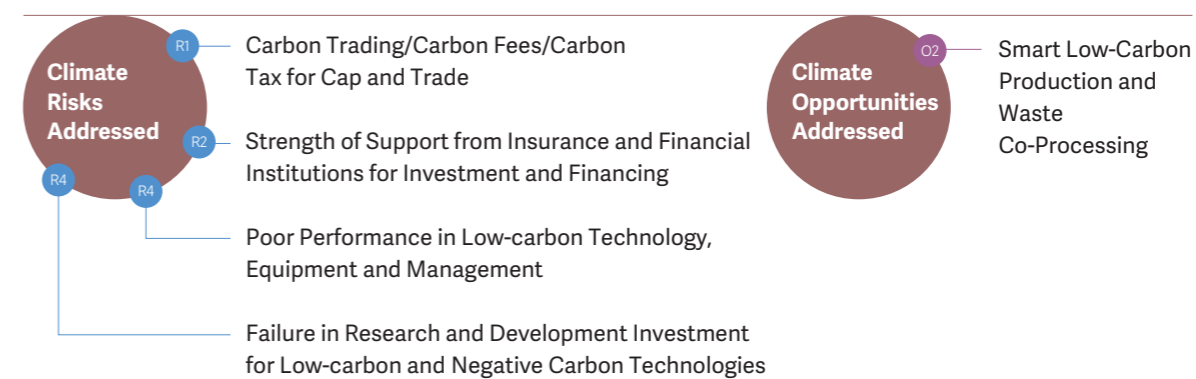 Climate
Risks
Addressed
R1
Carbon Trading/Carbon Fees/Carbon
Tax for Cap and Trade
R2
Strength of Support from Insurance and Financial
Institutions for Investment and Financing
R4
Poor Performance in Low-carbon Technology,
Equipment and Management
R4
Failure in Research and Development Investment
for Low-carbon and Negative Carbon Technologies
Climate
Opportunities
Addressed
O2
Smart Low-Carbon
Production and
Waste
Co-Processing